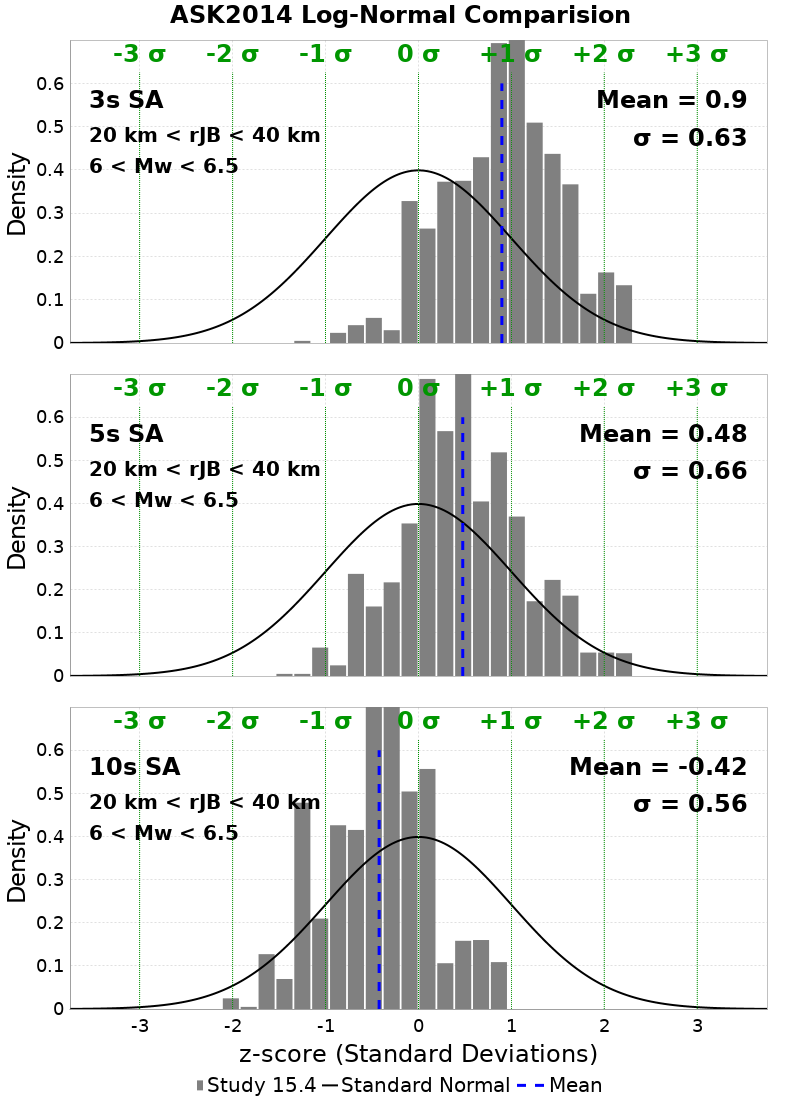 ASK2014 Log-Normal Comparision
-3 σ -2 σ -1 σ 0 σ +1 σ +2 σ +3 σ
3s SA
Mean = 0.9
20 km < rJB < 40 km
σ = 0.63
6 < Mw < 6.5
Density
0.6
0.5
0.4
0.3
0.2
0.1
0
-3 σ -2 σ -1 σ 0 σ +1 σ +2 σ +3 σ
5s SA
Mean = 0.48
20 km < rJB < 40 km
σ = 0.66
6 < Mw < 6.5
Density
0.6
0.5
0.4
0.3
0.2
0.1
0
-3 σ -2 σ -1 σ 0 σ +1 σ +2 σ +3 σ
10s SA
Mean = -0.42
20 km < rJB < 40 km
σ = 0.56
6 < Mw < 6.5
Density
0.6
0.5
0.4
0.3
0.2
0.1
0
-3 -2 -1 0 1 2 3
z-score (Standard Deviations)
Study 15.4 Standard Normal Mean